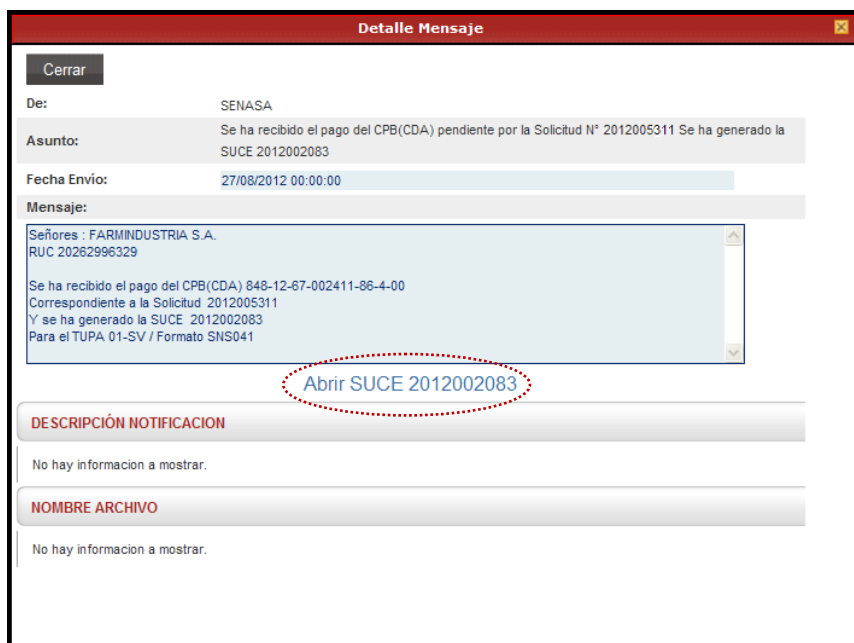 Detalle Mensaje
Cerrar
De:
SENASA
Asunto:
Se ha recibido el pago del CPB(CDA) pendiente por la Solicitud N° 2012005311 Se ha generado la
SUCE 2012002083
Fecha Envío:
27/08/2012 00:00:00
Mensaje:
Señores : FARMINDUSTRIA S.A.
RUC 20262996329
Se ha recibido el pago del CPB(CDA) 848-12-67-002411-86-4-00
Correspondiente a la Solicitud 2012005311
Y se ha generado la SUCE 2012002083
Para el TUPA 01-SV / Formato SNS041
Abrir SUCE 2012002083
DESCRIPCIÓN NOTIFICACION
No hay informacion a mostrar.
NOMBRE ARCHIVO
No hay informacion a mostrar.